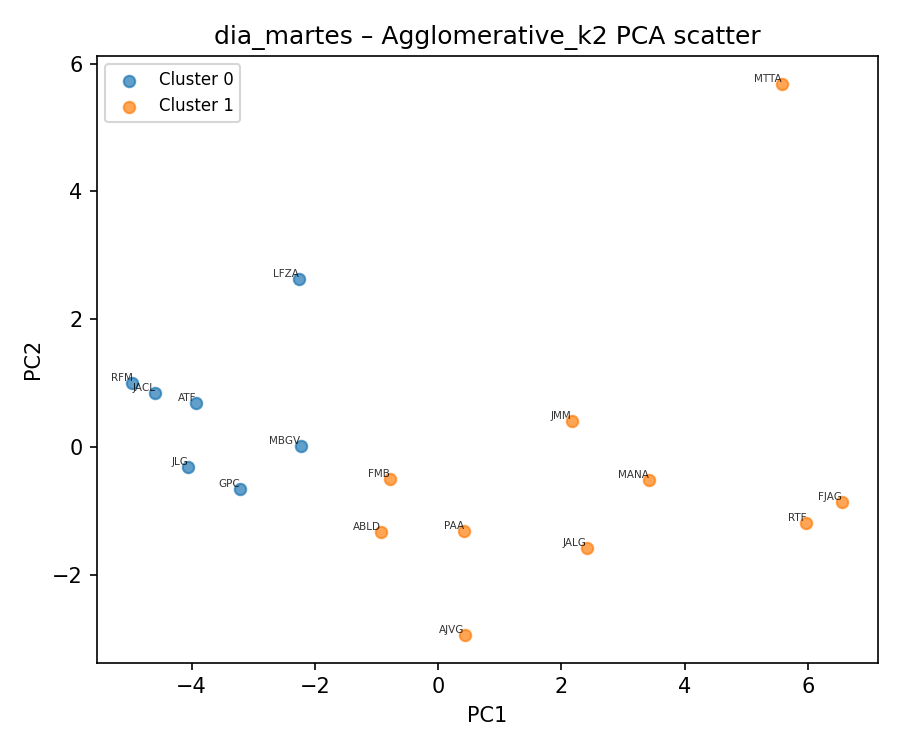 dia_martes – Agglomerative_k2 PCA scatter
Cluster 0
Cluster 1
MTTA
LFZA
RFM
JACL
ATF
JLG
GPC
MBGV
FMB
ABLD
PAA
AJVG
JMM
MANA
JALG
FJAG
RTF
6
4
2
0
−2
−4
−2
0
2
4
6
PC2
PC1